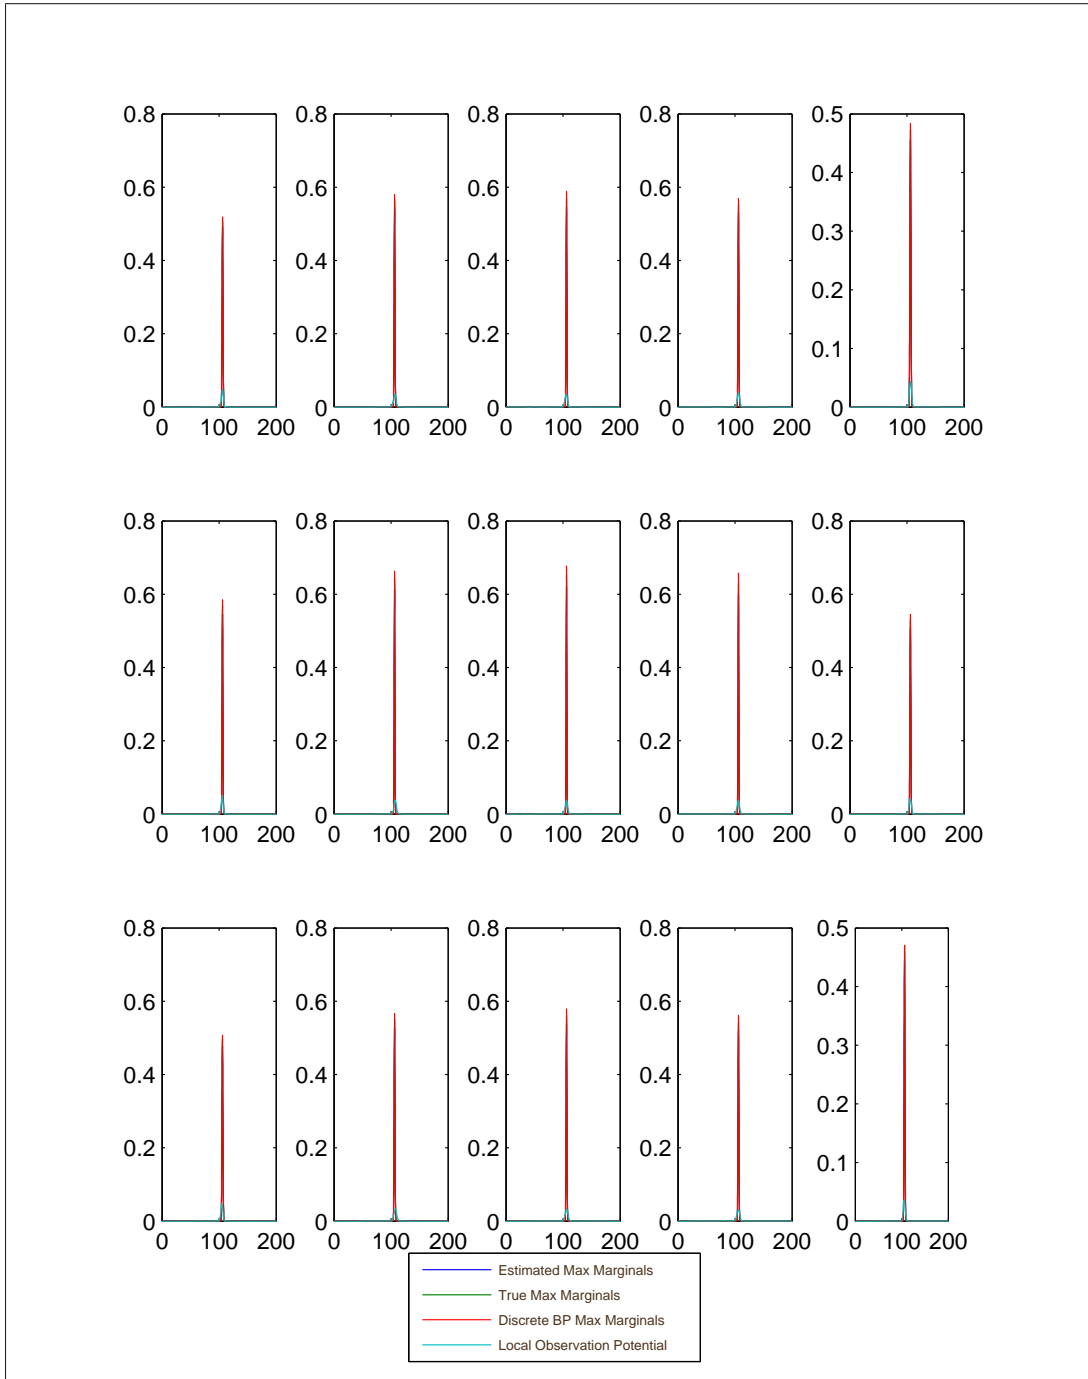 0.8 0.8 0.8 0.8 0.5
0.6 0.6 0.6 0.6 0.4
0.3
0.4 0.4 0.4 0.4
0.2
0.2 0.2 0.2 0.2 0.1
0 0 0 0 0
0 100 200 0 100 200 0 100 200 0 100 200 0 100 200
0.8 0.8 0.8 0.8 0.8
0.6 0.6 0.6 0.6 0.6
0.4 0.4 0.4 0.4 0.4
0.2 0.2 0.2 0.2 0.2
0 0 0 0 0
0 100 200 0 100 200 0 100 200 0 100 200 0 100 200
0.8 0.8 0.8 0.8 0.5
0.6 0.6 0.6 0.6 0.4
0.3
0.4 0.4 0.4 0.4
0.2
0.2 0.2 0.2 0.2 0.1
0 0 0 0 0
0 100 200 0 100 200 0 100 200 0 100 200 0 100 200
Estimated Max Marginals
True Max Marginals
Discrete BP Max Marginals
Local Observation Potential